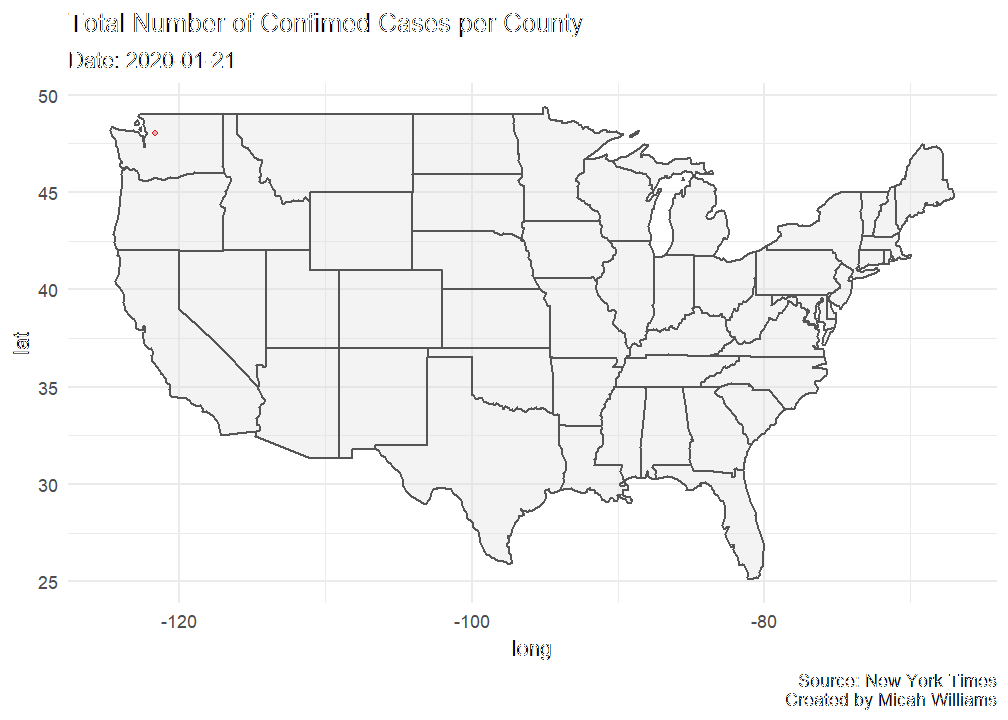 Total Number of Confimed Cases per County
Date: 2020-01-21
50
45
40
35
30
25
lat
-120
-100
-80
long
Source: New York Times
Created by Micah Williams